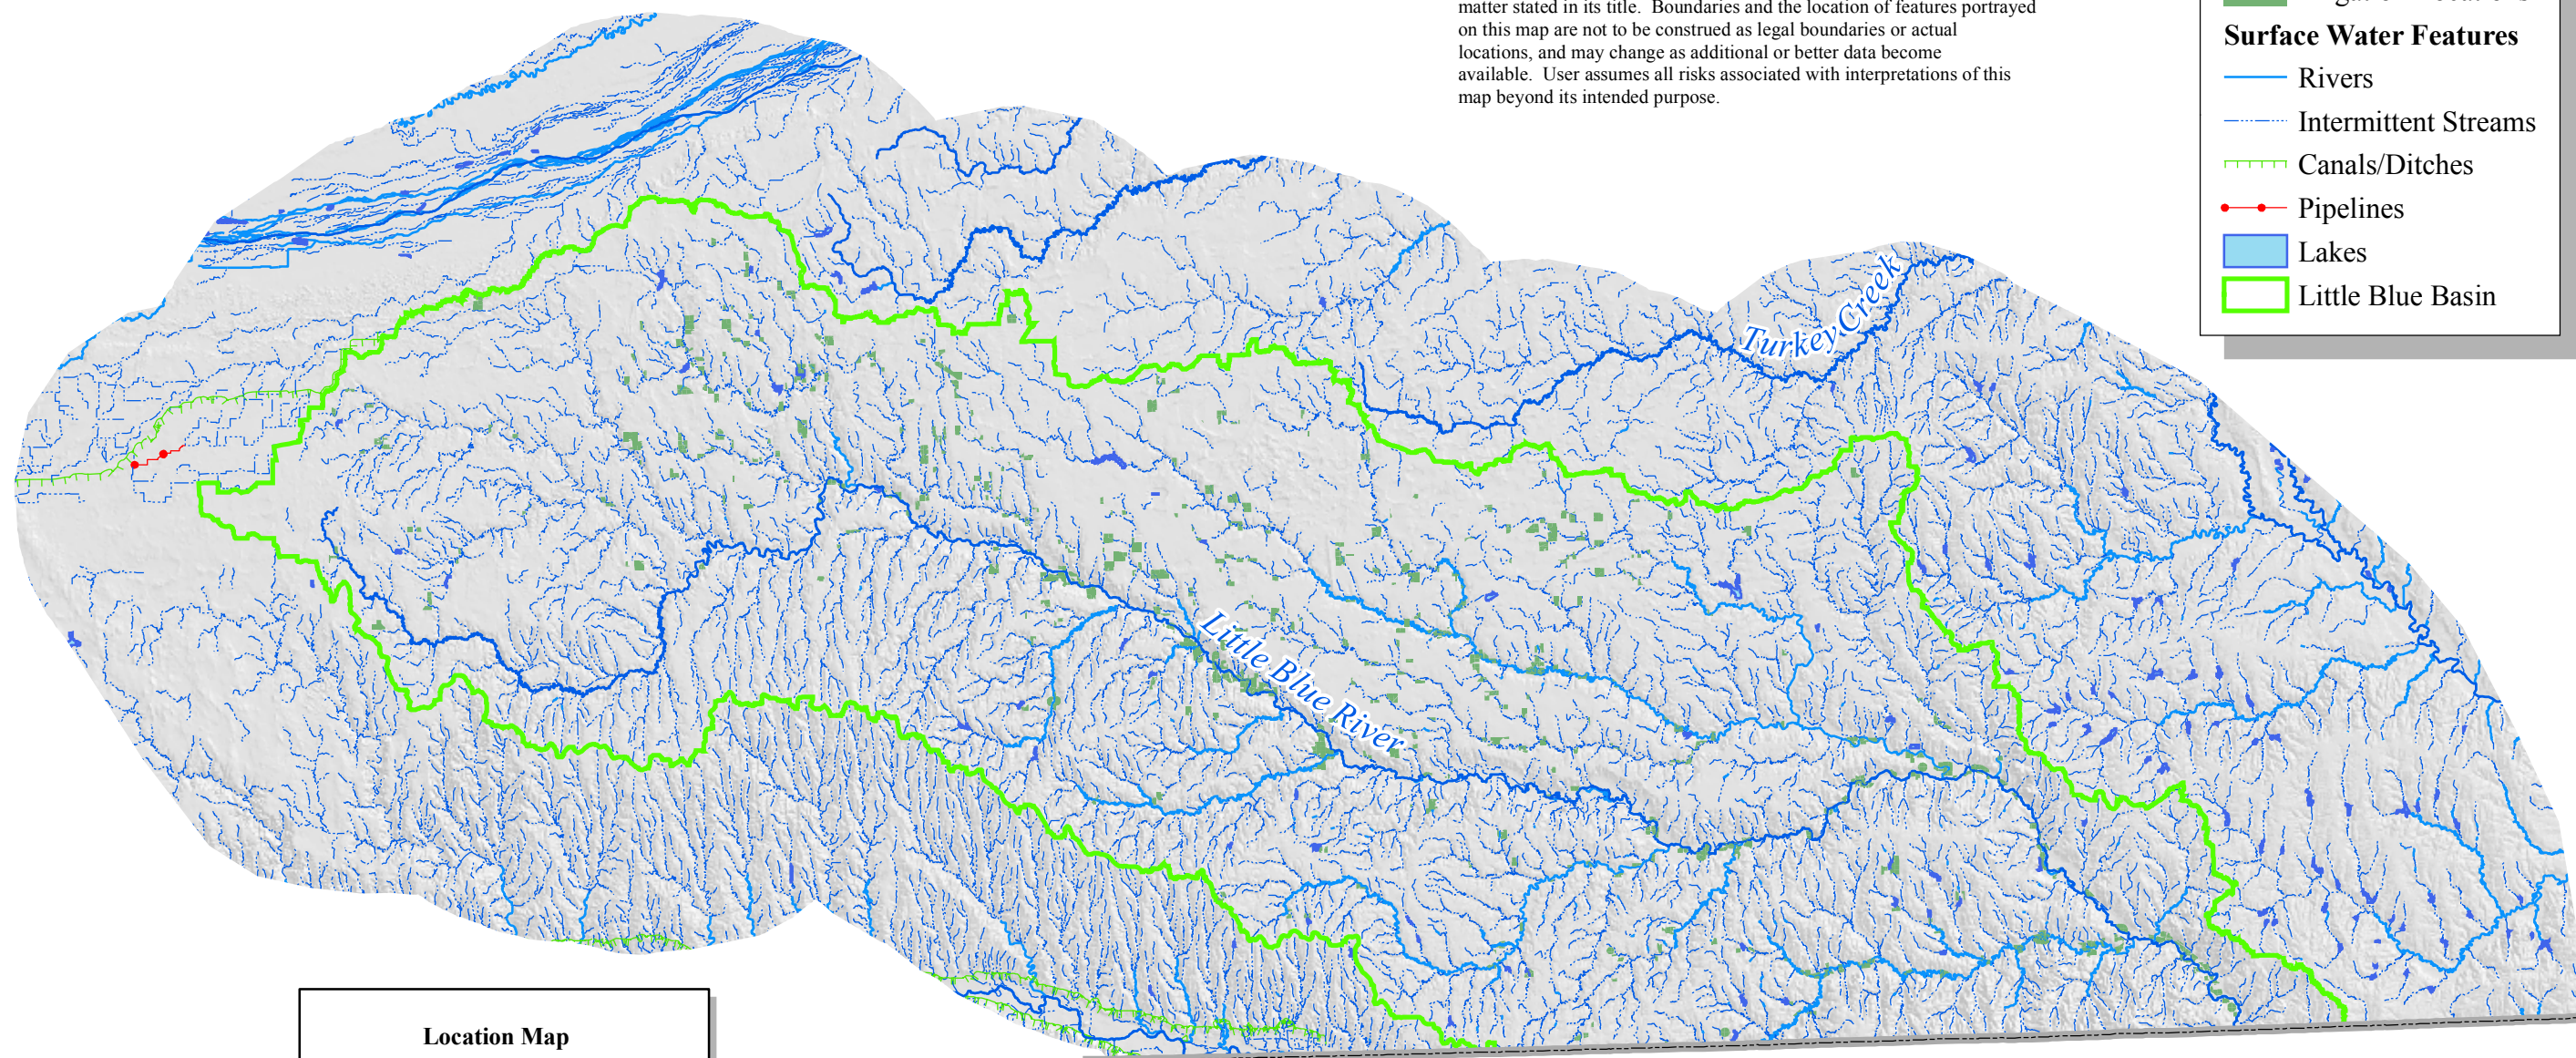 matter stated in its title. Boundaries and the location of features portrayed
on this map are not to be construed as legal boundaries or actual
locations, and may change as additional or better data become
available. User assumes all risks associated with interpretations of this
map beyond its intended purpose.
Surface Water Features
Rivers
Intermittent Streams
Canals/Ditches
Pipelines
Lakes
Little Blue Basin
Turkey Creek
Little Blue River
Location Map